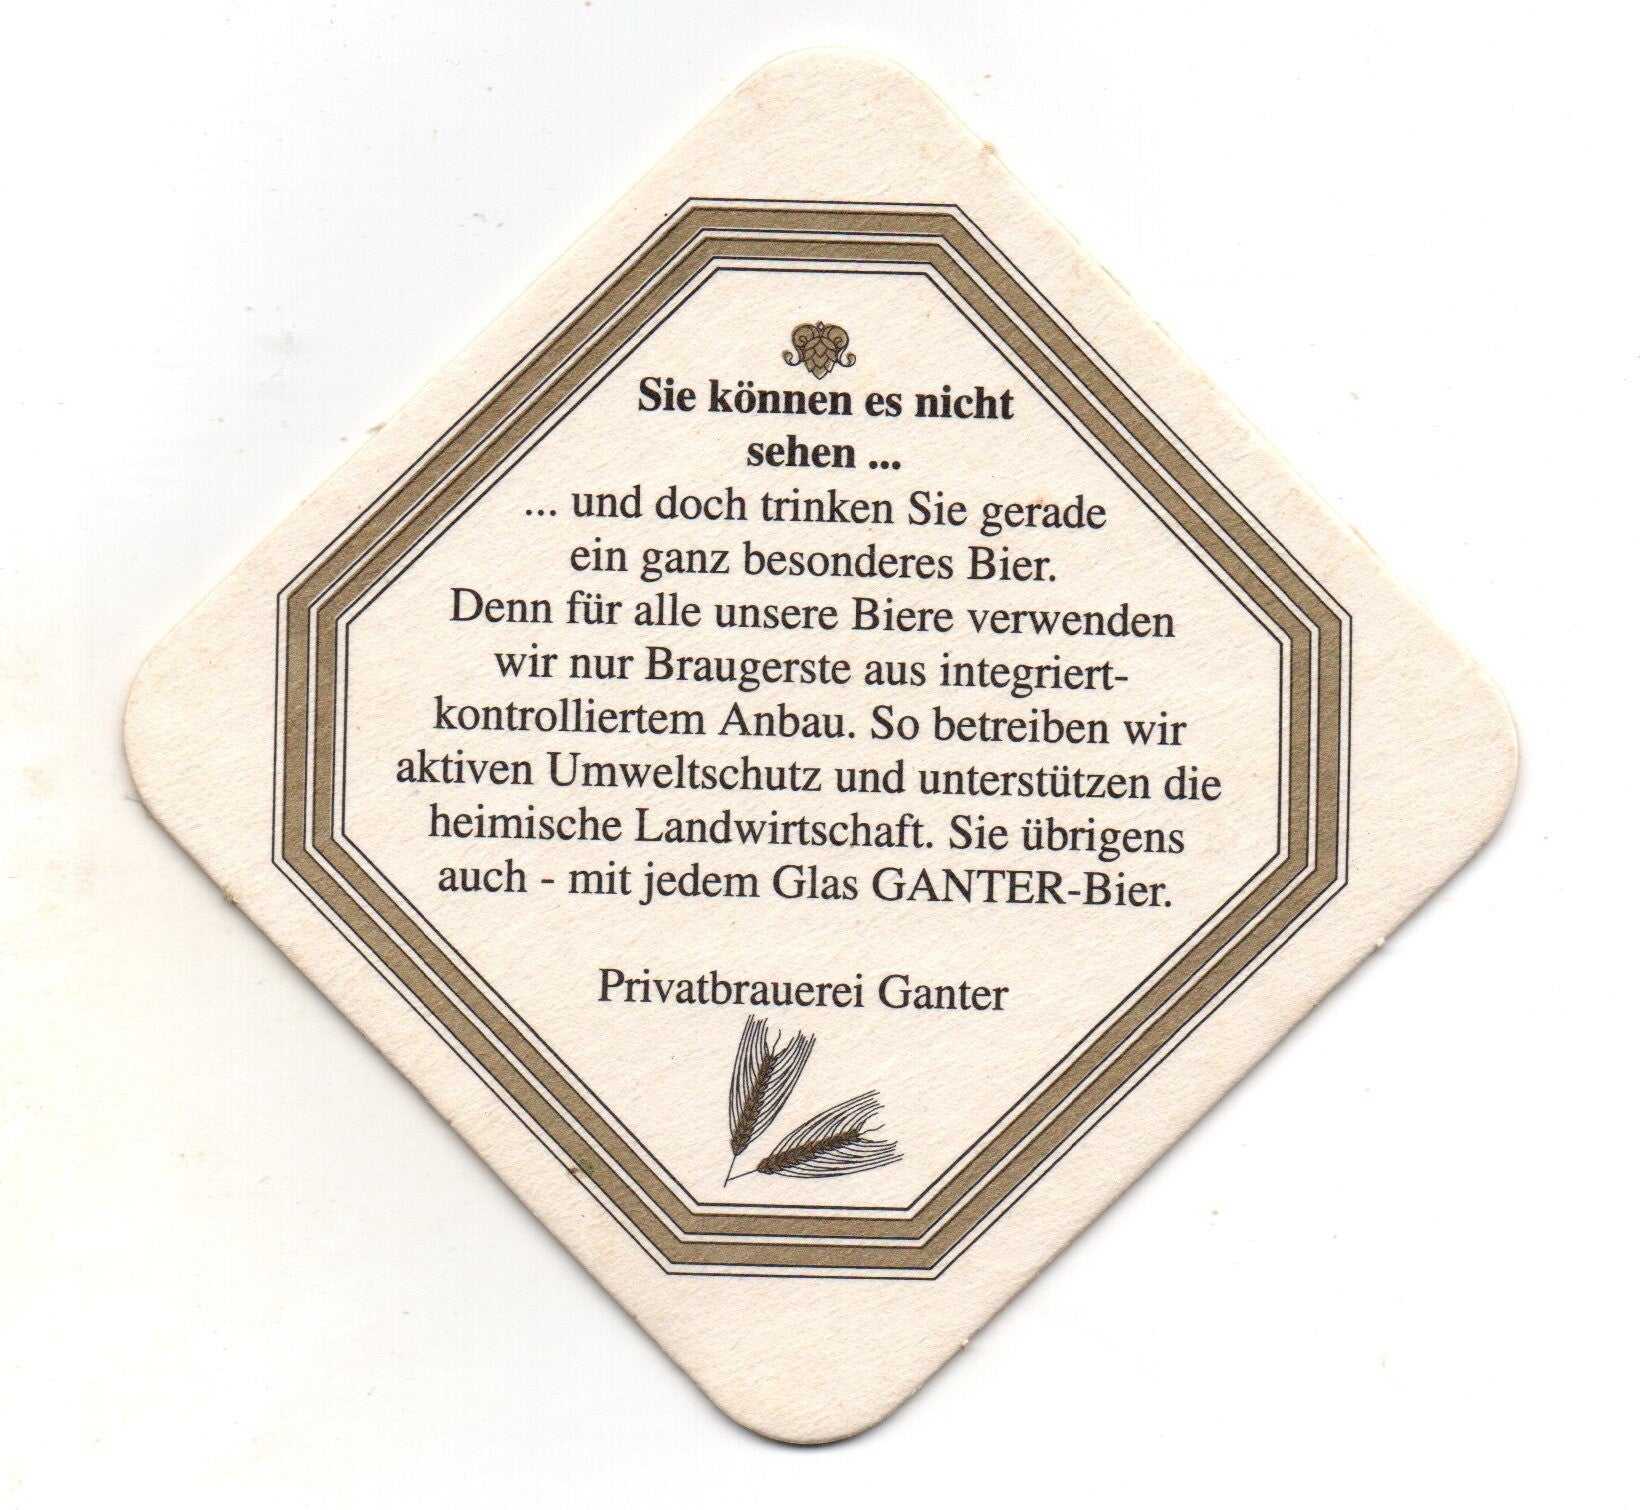 Sie können es nicht
sehen ...
... und doch trinken Sie gerade
ein ganz besonderes Bier.
Denn für alle unsere Biere verwenden
wir nur Braugerste aus integriert-
kontrolliertem Anbau. So betreiben wir
aktiven Umweltschutz und unterstützen die
heimische Landwirtschaft. Sie übrigens
auch - mit jedem Glas GANTER-Bier.
Privatbrauerei Ganter